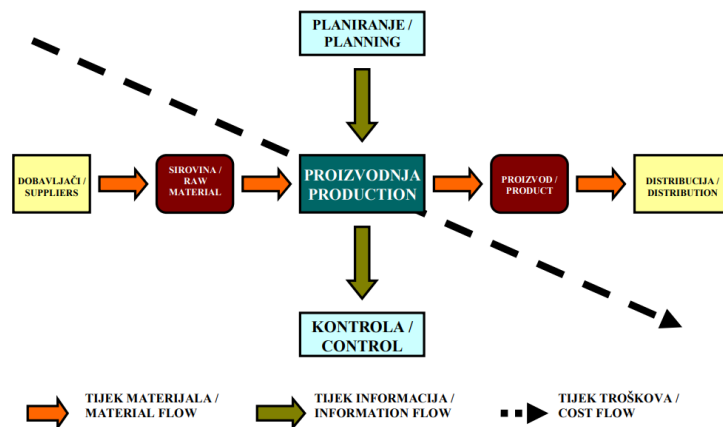 PLANIRANJE /
PLANNING
DOBAVLJAČI /
SUPPLIERS
SIROVINA /
RAW
MATERIAL
PROIZVODNJA
PRODUCTION
PROIZVOD /
PRODUCT
DISTRIBUCIJA /
DISTRIBUTION
KONTROLA /
CONTROL
TIJEK MATERIJALA /
MATERIAL FLOW
TIJEK INFORMACIJA /
INFORMATION FLOW
TIJEK TROŠKOVA /
COST FLOW